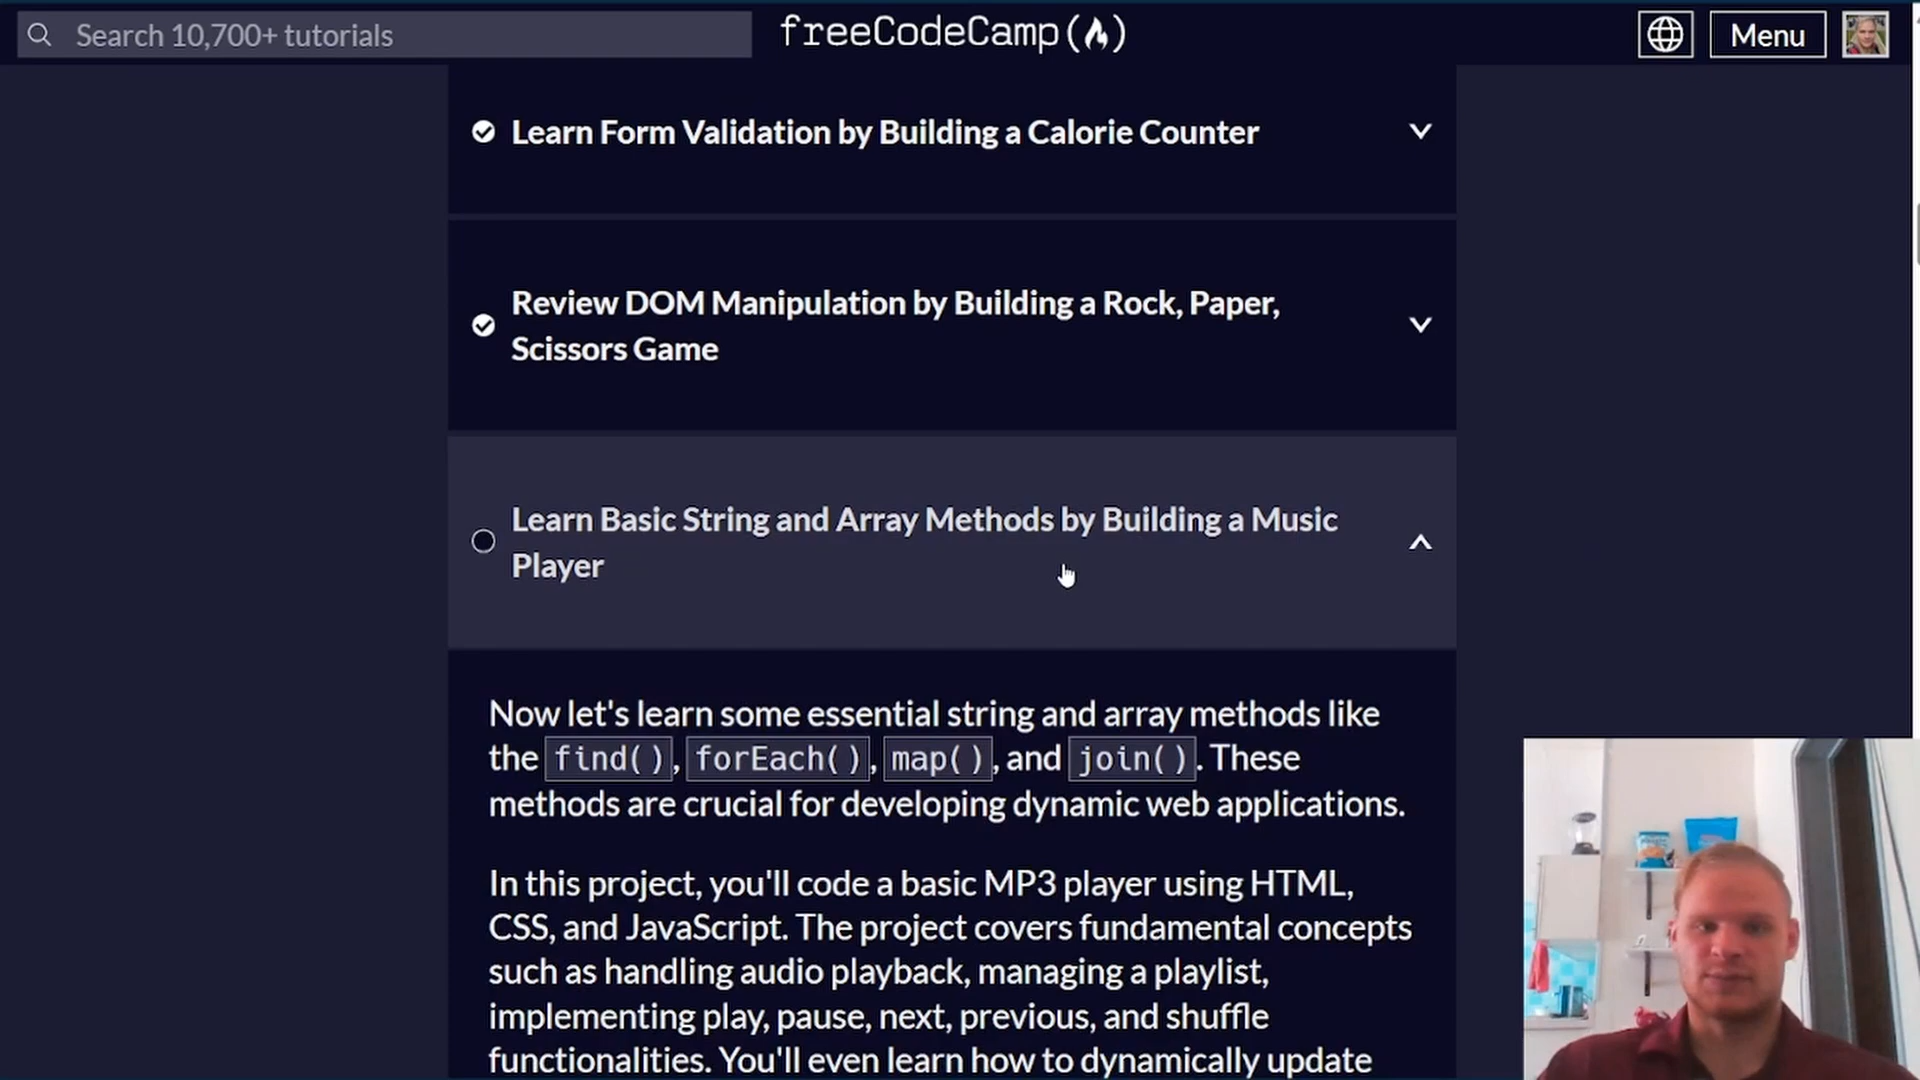 Search 10,700+ tutorials
freeCodeCamp
Menu
Learn Form Validation by Building a Calorie Counter
Review DOM Manipulation by Building a Rock, Paper,
Scissors Game
Learn Basic String and Array Methods by Building a Music
Player
Now let's learn some essential string and array methods like
the find(), forEach(), map(), and join(). These
methods are crucial for developing dynamic web applications.
In this project, you'll code a basic MP3 player using HTML,
CSS, and JavaScript. The project covers fundamental concepts
such as handling audio playback, managing a playlist,
implementing play, pause, next, previous, and shuffle
functionalities. You'll even learn how to dynamically update